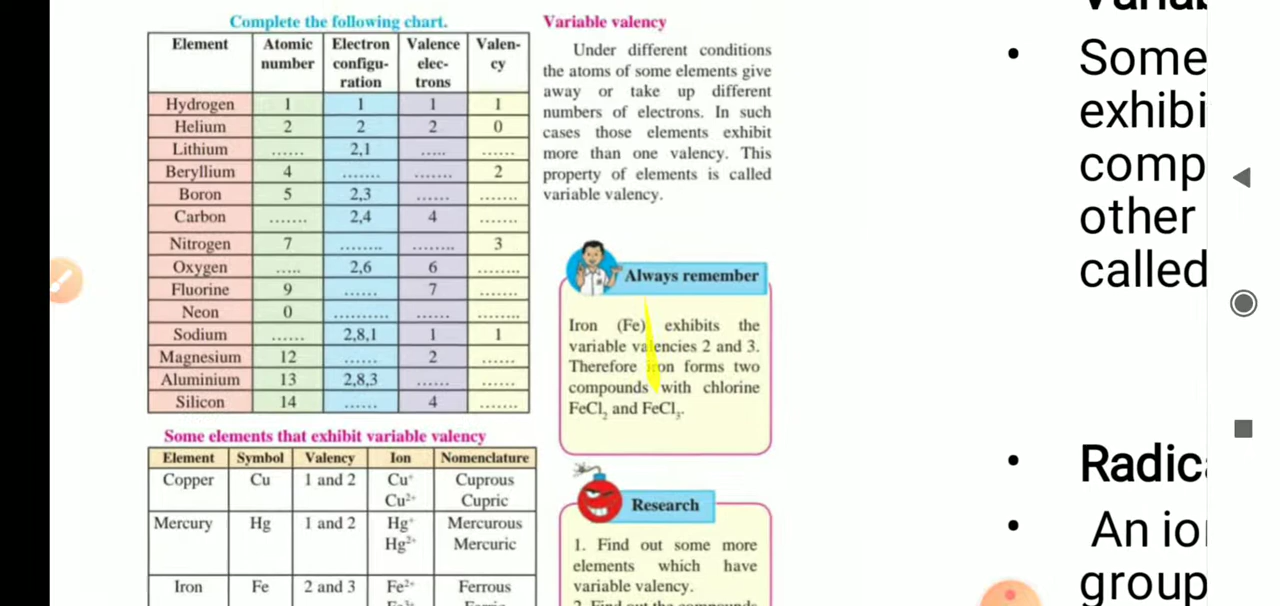 Complete the following chart.
Element Atomic number Electron configu-ration Valence elec-trons Valen-cy
Hydrogen 1 1 1 1
Helium 2 2 2 0
Lithium ...... 2,1 ..... ......
Beryllium 4 ....... ....... 2
Boron 5 2,3 ...... .......
Carbon ....... 2,4 4 .......
Nitrogen 7 ........ ........ 3
Oxygen ..... 2,6 6 ........
Fluorine 9 ...... 7 .......
Neon 0 .......... ....... ........
Sodium ...... 2,8,1 1 1
Magnesium 12 ...... 2 ......
Aluminium 13 2,8,3 ...... ......
Silicon 14 ...... 4 .......
Some elements that exhibit variable valency
Element Symbol Valency Ion Nomenclature
Copper Cu 1 and 2 Cu⁺ Cuprous
Cu²⁺ Cupric
Mercury Hg 1 and 2 Hg⁺ Mercurous
Hg²⁺ Mercuric
Iron Fe 2 and 3 Fe²⁺ Ferrous
Variable valency
Under different conditions
the atoms of some elements give
away or take up different
numbers of electrons. In such
cases those elements exhibit
more than one valency. This
property of elements is called
variable valency.
Always remember
Iron (Fe) exhibits the
variable valencies 2 and 3.
Therefore iron forms two
compounds with chlorine
FeCl₂ and FeCl₃.
Research
1. Find out some more
elements which have
variable valency.
• Some
exhibi
comp
other
called
• Radic
• An io
group